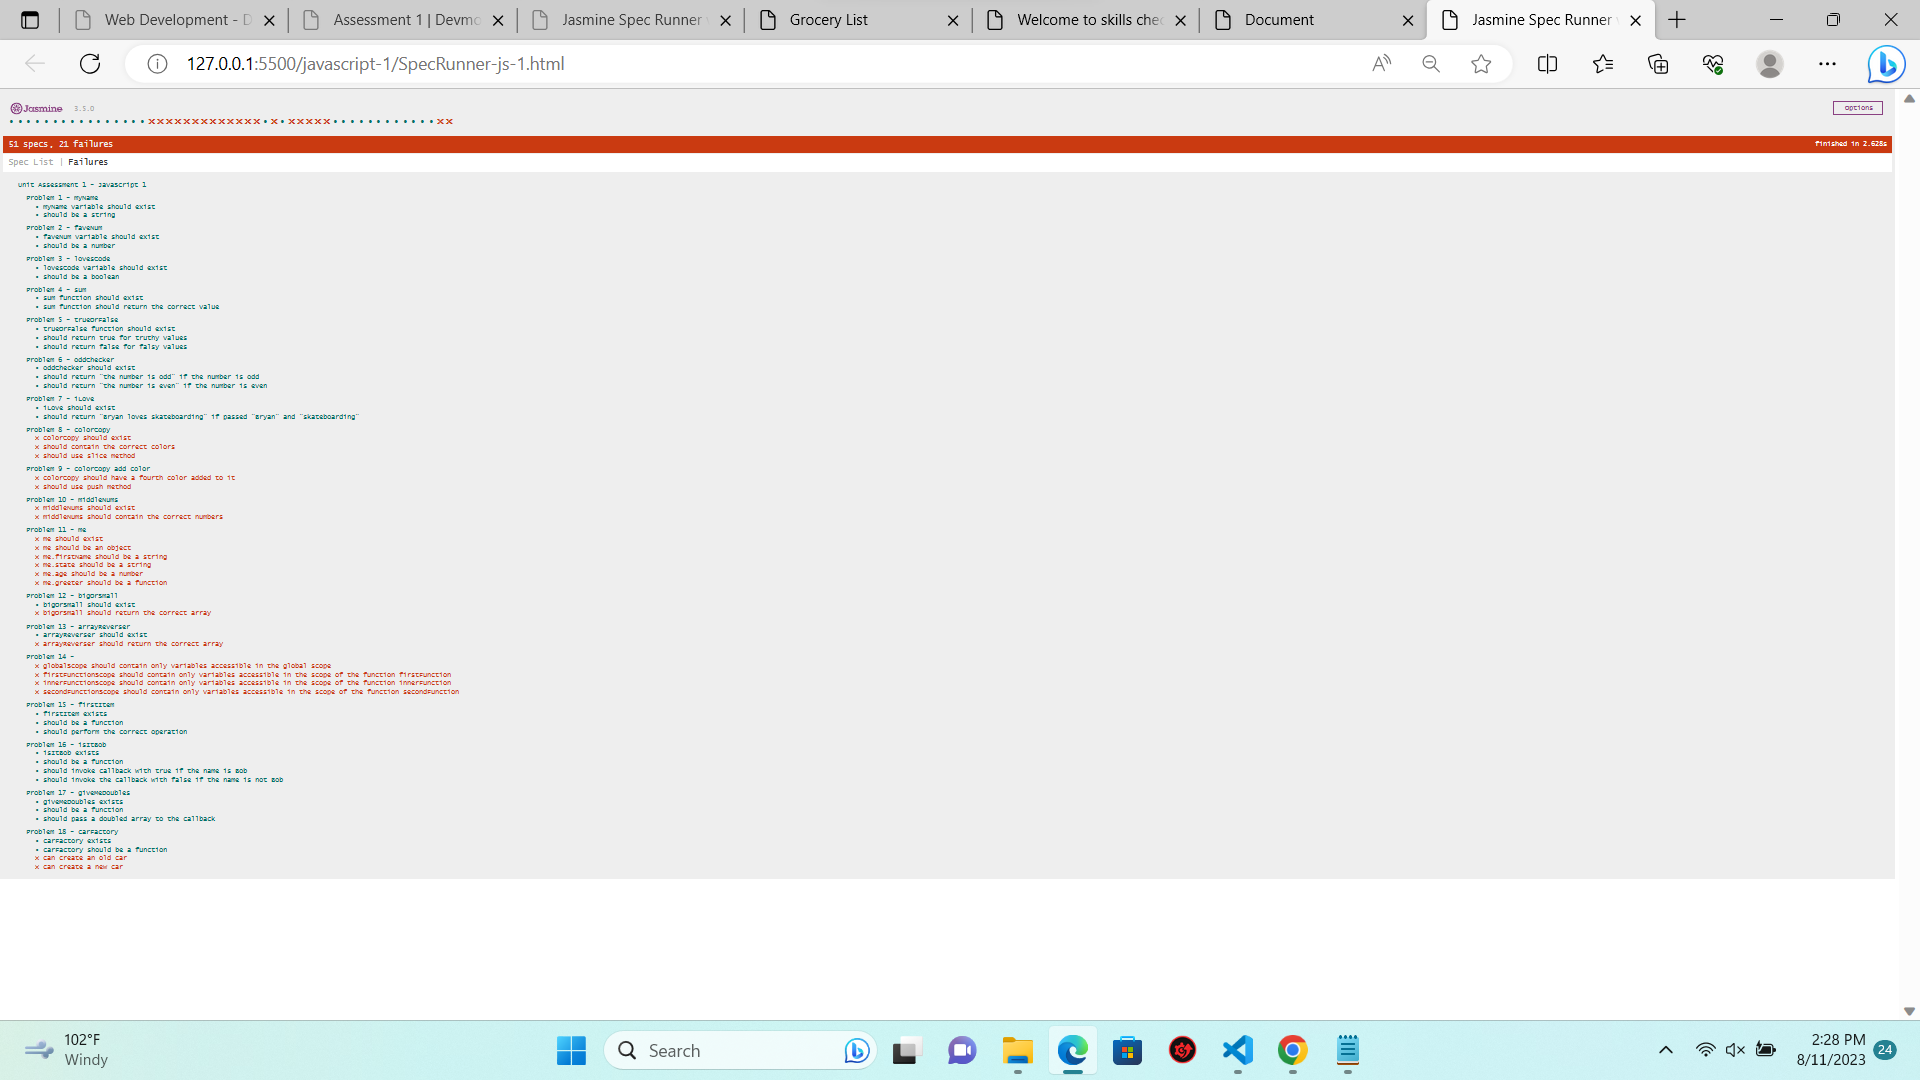 Web Development - D
Assessment 1 | Devmo
Jasmine Spec Runner
Grocery List
Welcome to skills chec
Document
Jasmine Spec Runner
127.0.0.1:5500/javascript-1/SpecRunner-js-1.html
Jasmine 3.5.0
Options
51 specs, 21 failures
finished in 2.628s
Spec List | Failures
Unit Assessment 1 - JavaScript 1
Problem 1 - myName
• myName variable should exist
• should be a string
Problem 2 - faveNum
• faveNum variable should exist
• should be a number
Problem 3 - lovesCode
• lovesCode variable should exist
• should be a boolean
Problem 4 - sum
• sum function should exist
• sum function should return the correct value
Problem 5 - trueOrFalse
• trueOrFalse function should exist
• should return true for truthy values
• should return false for falsy values
Problem 6 - oddChecker
• oddChecker should exist
• should return "the number is odd" if the number is odd
• should return "the number is even" if the number is even
Problem 7 - iLove
• iLove should exist
• should return "Bryan loves skateboarding" if passed "Bryan" and "skateboarding"
Problem 8 - colorCopy
× colorCopy should exist
× should contain the correct colors
× should use slice method
Problem 9 - colorCopy add color
× colorCopy should have a fourth color added to it
× should use push method
Problem 10 - middleNums
× middleNums should exist
× middleNums should contain the correct numbers
Problem 11 - me
× me should exist
× me should be an object
× me.firstName should be a string
× me.state should be a string
× me.age should be a number
× me.greeter should be a function
Problem 12 - bigOrSmall
• bigOrSmall should exist
× bigOrSmall should return the correct array
Problem 13 - arrayReverser
• arrayReverser should exist
× arrayReverser should return the correct array
Problem 14 -
× globalScope should contain only variables accessible in the global scope
× firstFunctionScope should contain only variables accessible in the scope of the function firstFunction
× innerFunctionScope should contain only variables accessible in the scope of the function innerFunction
× secondFunctionScope should contain only variables accessible in the scope of the function secondFunction
Problem 15 - firstItem
• firstItem exists
• should be a function
• should perform the correct operation
Problem 16 - isItBob
• isItBob exists
• should be a function
• should invoke callback with true if the name is Bob
• should invoke the callback with false if the name is not Bob
Problem 17 - giveMeDoubles
• giveMeDoubles exists
• should be a function
• should pass a doubled array to the callback
Problem 18 - carFactory
• carFactory exists
• carFactory should be a function
× can create an old car
× can create a new car
102°F
Windy
Search
2:28 PM
8/11/2023
24